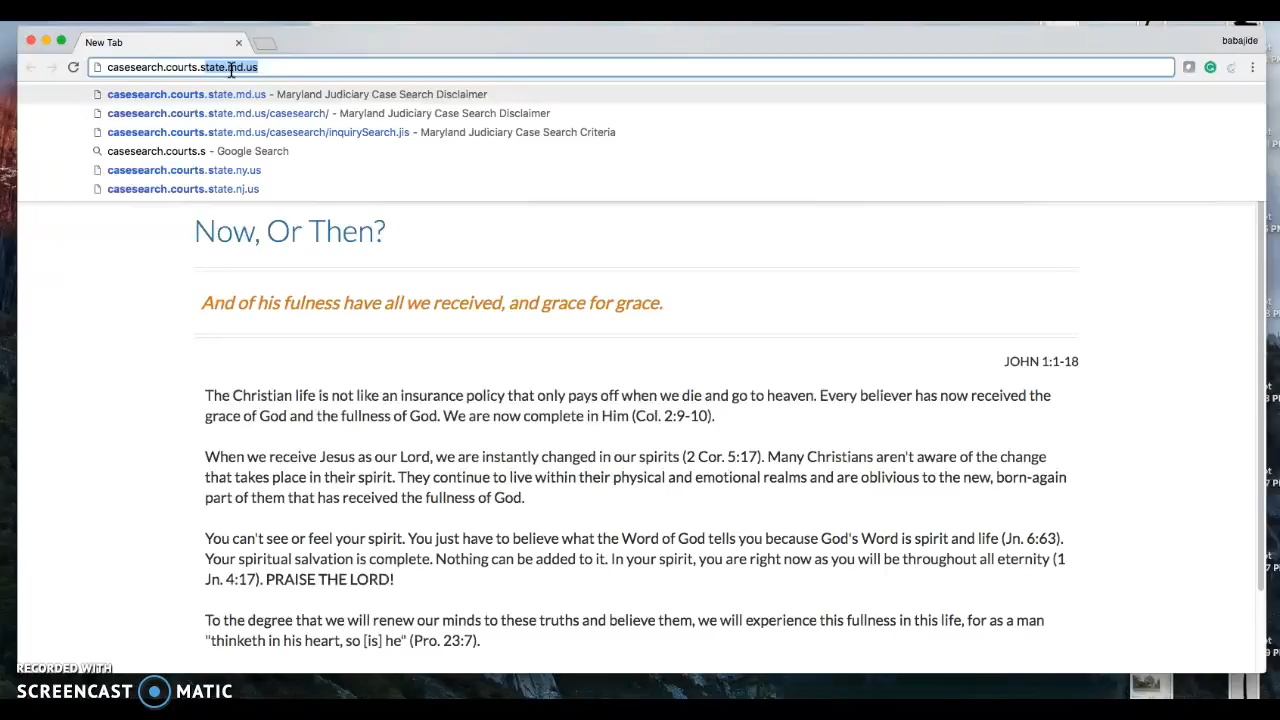 New Tab
babajide
casesearch.courts.state.md.us
casesearch.courts.state.md.us - Maryland Judiciary Case Search Disclaimer
casesearch.courts.state.md.us/casesearch/ - Maryland Judiciary Case Search Disclaimer
casesearch.courts.state.md.us/casesearch/inquirySearch.jis - Maryland Judiciary Case Search Criteria
casesearch.courts.s - Google Search
casesearch.courts.state.ny.us
casesearch.courts.state.nj.us
Now, Or Then?
And of his fulness have all we received, and grace for grace.
JOHN 1:1-18
The Christian life is not like an insurance policy that only pays off when we die and go to heaven. Every believer has now received the
grace of God and the fullness of God. We are now complete in Him (Col. 2:9-10).
When we receive Jesus as our Lord, we are instantly changed in our spirits (2 Cor. 5:17). Many Christians aren't aware of the change
that takes place in their spirit. They continue to live within their physical and emotional realms and are oblivious to the new, born-again
part of them that has received the fullness of God.
You can't see or feel your spirit. You just have to believe what the Word of God tells you because God's Word is spirit and life (Jn. 6:63).
Your spiritual salvation is complete. Nothing can be added to it. In your spirit, you are right now as you will be throughout all eternity (1
Jn. 4:17). PRAISE THE LORD!
To the degree that we will renew our minds to these truths and believe them, we will experience this fullness in this life, for as a man
"thinketh in his heart, so [is] he" (Pro. 23:7).
RECORDED WITH
SCREENCAST MATIC